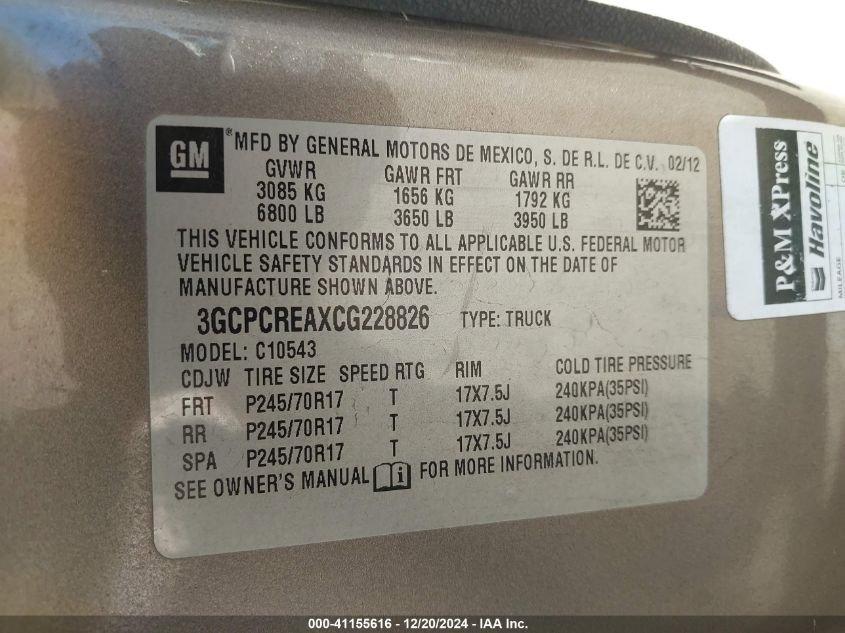 GM ® MFD BY GENERAL MOTORS DE MEXICO, S. DE R.L. DE C.V. 02/12
GVWR GAWR FRT GAWR RR
3085 KG 1656 KG 1792 KG
6800 LB 3650 LB 3950 LB
THIS VEHICLE CONFORMS TO ALL APPLICABLE U.S. FEDERAL MOTOR
VEHICLE SAFETY STANDARDS IN EFFECT ON THE DATE OF
MANUFACTURE SHOWN ABOVE.
3GCPCREAXCG228826 TYPE: TRUCK
MODEL: C10543
CDJW TIRE SIZE SPEED RTG RIM COLD TIRE PRESSURE
FRT P245/70R17 T 17X7.5J 240KPA(35PSI)
RR P245/70R17 T 17X7.5J 240KPA(35PSI)
SPA P245/70R17 T 17X7.5J 240KPA(35PSI)
SEE OWNER'S MANUAL FOR MORE INFORMATION.
P&M XPress
Havoline
MILEAGE
000-41155616 - 12/20/2024 - IAA Inc.